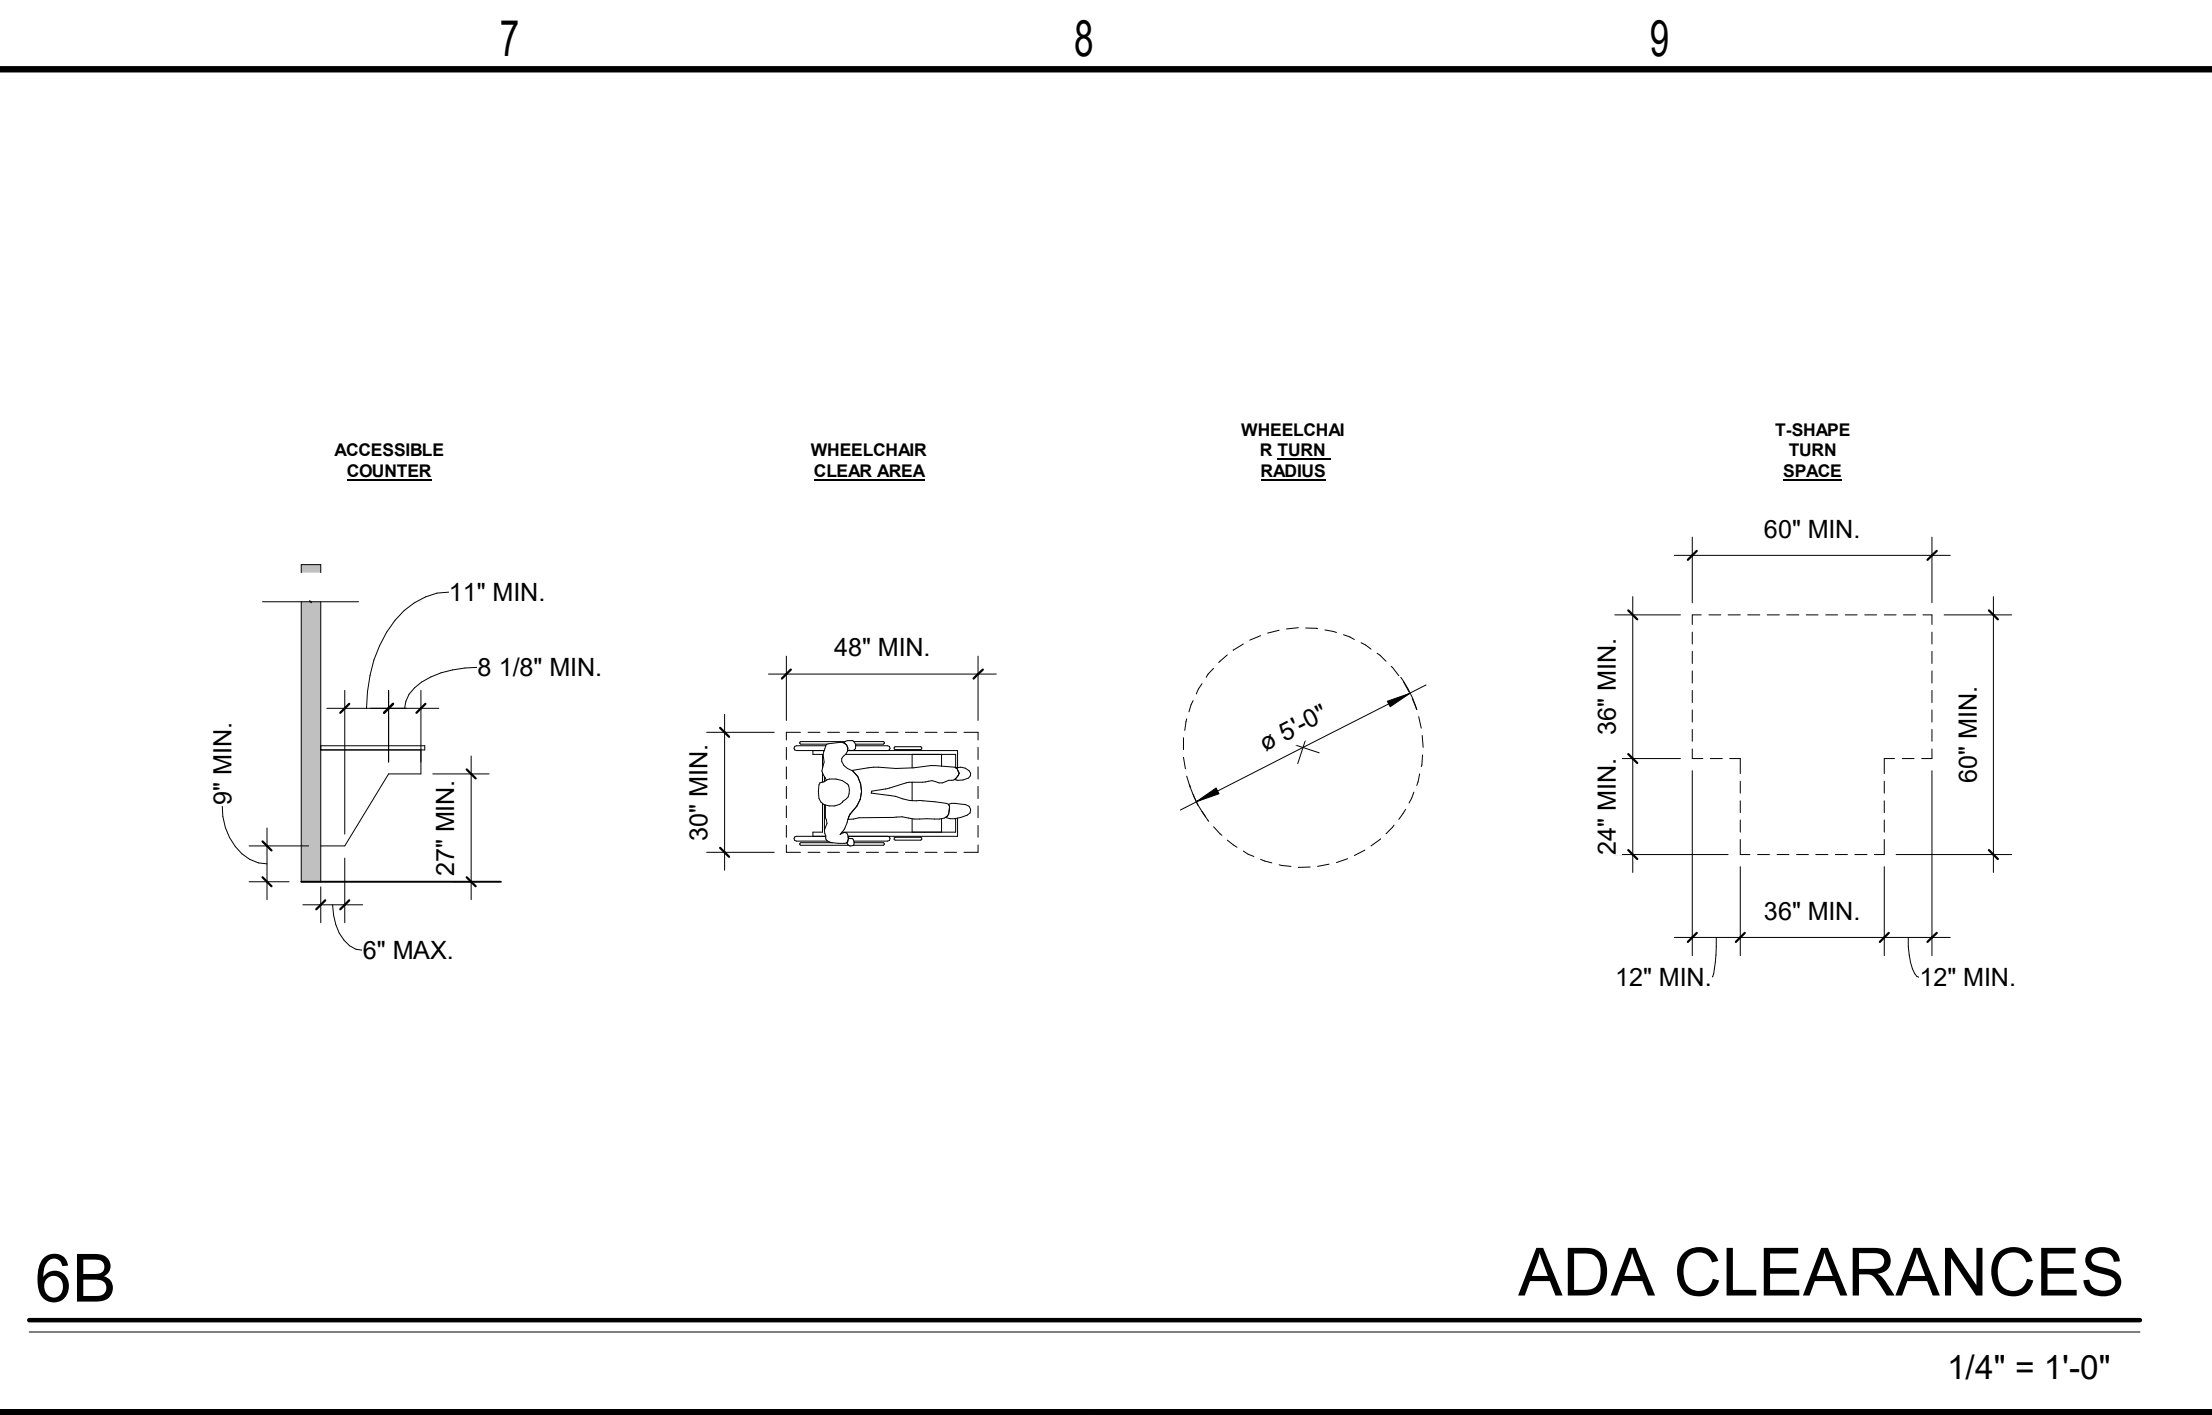 7
8
9
ACCESSIBLE
COUNTER
11" MIN.
8 1/8" MIN.
9" MIN.
27" MIN.
6" MAX.
WHEELCHAIR
CLEAR AREA
48" MIN.
30" MIN.
WHEELCHAI
R TURN
RADIUS
ø 5'-0"
T-SHAPE
TURN
SPACE
60" MIN.
36" MIN.
24" MIN.
60" MIN.
36" MIN.
12" MIN.
12" MIN.
6B
ADA CLEARANCES
1/4" = 1'-0"